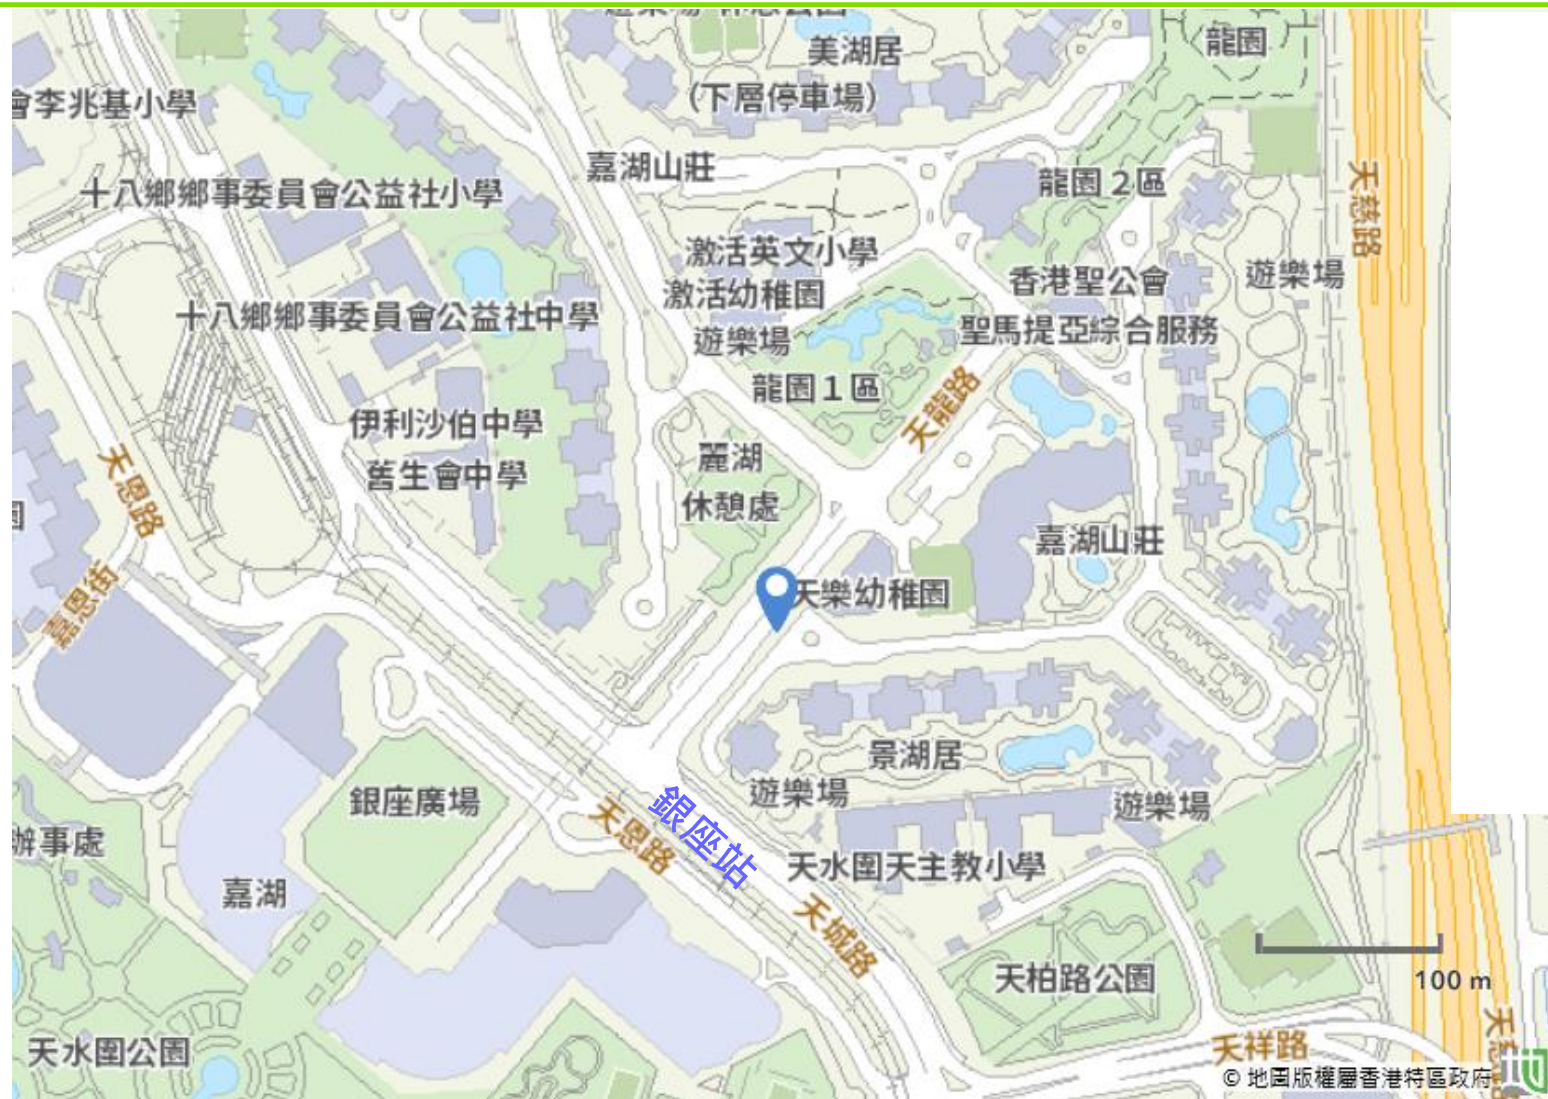 龍園
美湖居
(下層停車場)
會李兆基小學
嘉湖山莊
十八鄉鄉事委員會公益社小學
龍園2區
天慈路
激活英文小學
激活幼稚園
遊樂場
香港聖公會
遊樂場
十八鄉鄉事委員會公益社中學
聖馬提亞綜合服務
龍園1區
天龍路
伊利沙伯中學
舊生會中學
麗湖
休憩處
天恩路
嘉湖山莊
嘉恩街
天樂幼稚園
景湖居
遊樂場
遊樂場
銀座廣場
銀座站
天恩路
辦事處
嘉湖
天水圍天主教小學
天城路
天柏路公園
100 m
天水圍公園
天祥路
© 地圖版權屬香港特區政府